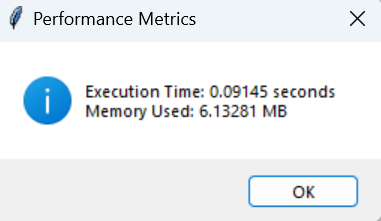 Performance Metrics
Execution Time: 0.09145 seconds
Memory Used: 6.13281 MB
OK